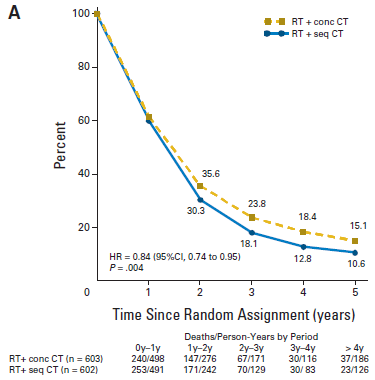 A
100
RT + conc CT
RT + seq CT
80
60
40
20
0
Percent
35.6
30.3
23.8
18.1
18.4
12.8
15.1
10.6
HR = 0.84 (95%CI, 0.74 to 0.95)
P = .004
1 2 3 4 5
Time Since Random Assignment (years)
Deaths/Person-Years by Period
0y–1y 1y–2y 2y–3y 3y–4y > 4y
RT+ conc CT (n = 603) 240/498 147/276 67/171 30/116 37/186
RT+ seq CT (n = 602) 253/491 171/242 70/129 30/ 83 23/126